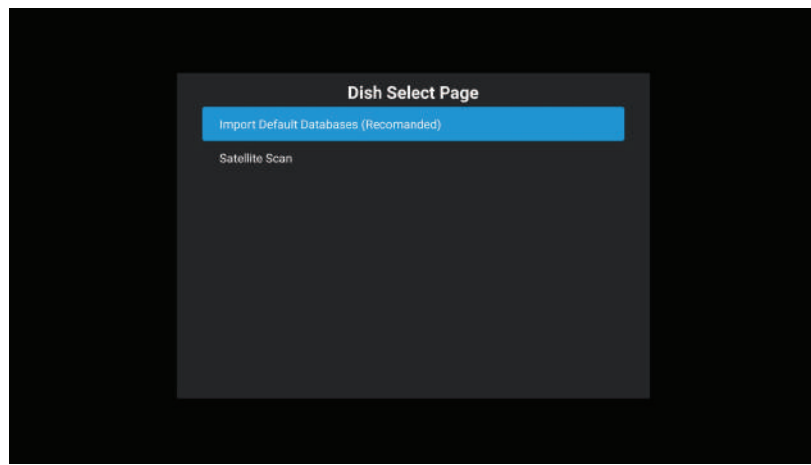 Dish Select Page
Import Default Databases (Recomanded)
Satellite Scan